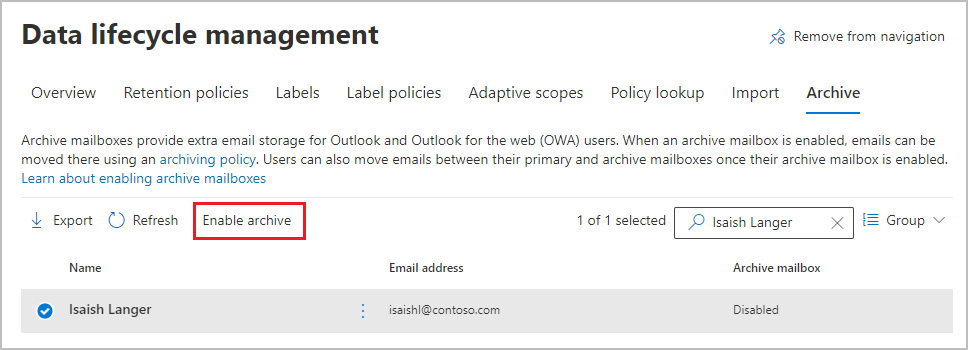 Data lifecycle management
Remove from navigation
Overview Retention policies Labels Label policies Adaptive scopes Policy lookup Import Archive
Archive mailboxes provide extra email storage for Outlook and Outlook for the web (OWA) users. When an archive mailbox is enabled, emails can be
moved there using an archiving policy. Users can also move emails between their primary and archive mailboxes once their archive mailbox is enabled.
Learn about enabling archive mailboxes
Export Refresh Enable archive 1 of 1 selected Isaish Langer Group
Name Email address Archive mailbox
Isaish Langer isaishl@contoso.com Disabled